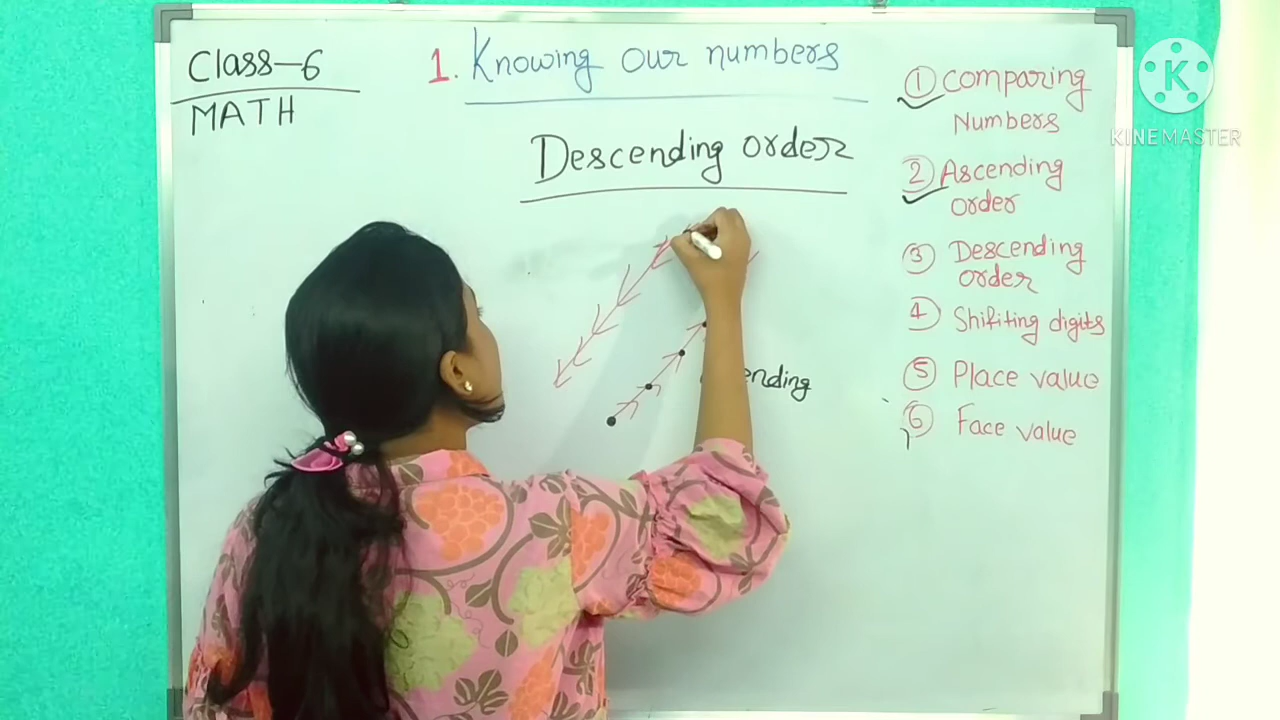 Class-6
MATH
1. Knowing our numbers
Descending order
ending
① Comparing
Numbers
② Ascending
order
③ Descending
order
④ Shifiting digits
⑤ Place value
⑥ Face value
K
KINEMASTER